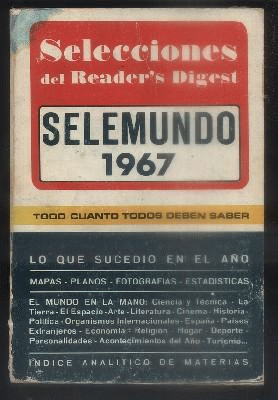 Selecciones
del Reader's Digest
SELEMUNDO
1967
TODO CUANTO TODOS DEBEN SABER
LO QUE SUCEDIO EN EL AÑO
MAPAS - PLANOS - FOTOGRAFIAS - ESTADISTICAS
EL MUNDO EN LA MANO: Ciencia y Técnica - La
Tierra - El Espacio - Arte - Literatura - Cinema - Historia -
Política - Organismos Internacionales - España - Países
Extranjeros - Economía - Religión - Hogar - Deporte -
Personalidades - Acontecimientos del Año - Turismo...
INDICE ANALITICO DE MATERIAS